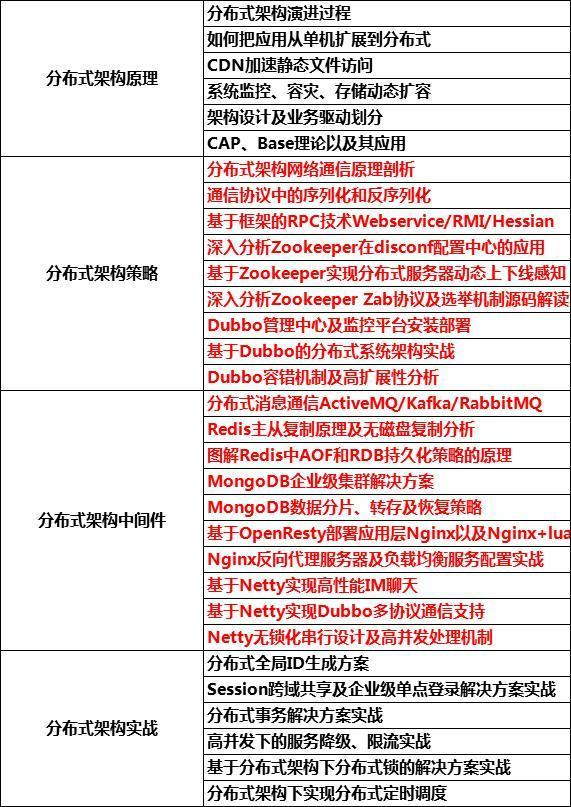 分布式架构原理
分布式架构演进过程
如何把应用从单机扩展到分布式
CDN加速静态文件访问
系统监控、容灾、存储动态扩容
架构设计及业务驱动划分
CAP、Base理论以及其应用
分布式架构策略
分布式架构网络通信原理剖析
通信协议中的序列化和反序列化
基于框架的RPC技术Webservice/RMI/Hessian
深入分析Zookeeper在disconf配置中心的应用
基于Zookeeper实现分布式服务器动态上下线感知
深入分析Zookeeper Zab协议及选举机制源码解读
Dubbo管理中心及监控平台安装部署
基于Dubbo的分布式系统架构实战
Dubbo容错机制及高扩展性分析
分布式架构中间件
分布式消息通信ActiveMQ/Kafka/RabbitMQ
Redis主从复制原理及无磁盘复制分析
图解Redis中AOF和RDB持久化策略的原理
MongoDB企业级集群解决方案
MongoDB数据分片、转存及恢复策略
基于OpenResty部署应用层Nginx以及Nginx+lua
Nginx反向代理服务器及负载均衡服务配置实战
基于Netty实现高性能IM聊天
基于Netty实现Dubbo多协议通信支持
Netty无锁化串行设计及高并发处理机制
分布式架构实战
分布式全局ID生成方案
Session跨域共享及企业级单点登录解决方案实战
分布式事务解决方案实战
高并发下的服务降级、限流实战
基于分布式架构下分布式锁的解决方案实战
分布式架构下实现分布式定时调度